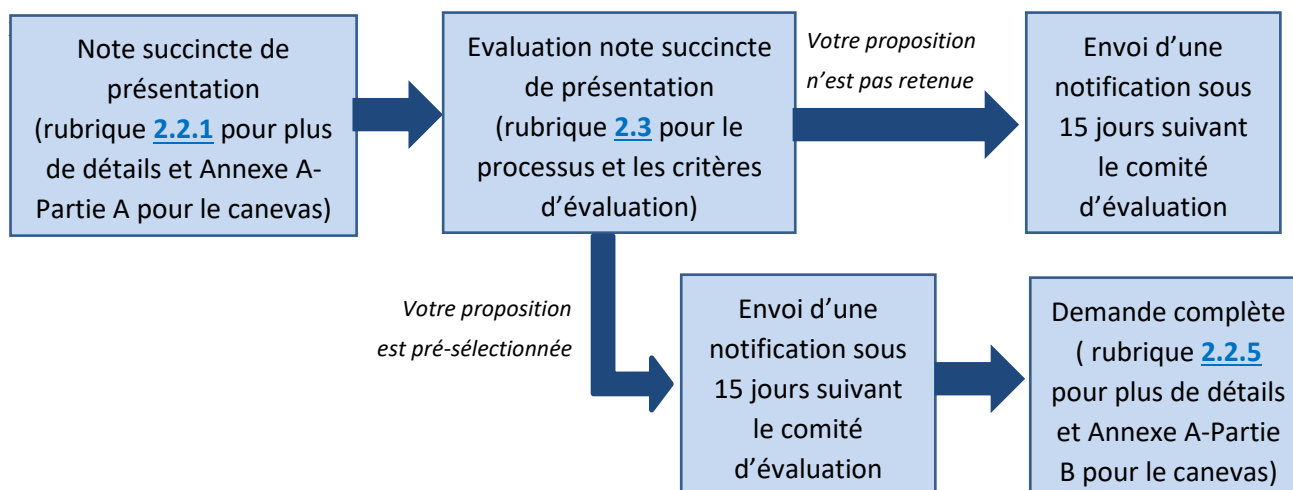 Note succincte de
présentation
(rubrique 2.2.1 pour plus
de détails et Annexe A-
Partie A pour le canevas)
Evaluation note succincte
de présentation
(rubrique 2.3 pour le
processus et les critères
d’évaluation)
Votre proposition
n’est pas retenue
Envoi d’une
notification sous
15 jours suivant
le comité
d’évaluation
Votre proposition
est pré-sélectionnée
Envoi d’une
notification sous
15 jours suivant
le comité
d’évaluation
Demande complète
( rubrique 2.2.5
pour plus de détails
et Annexe A-Partie
B pour le canevas)